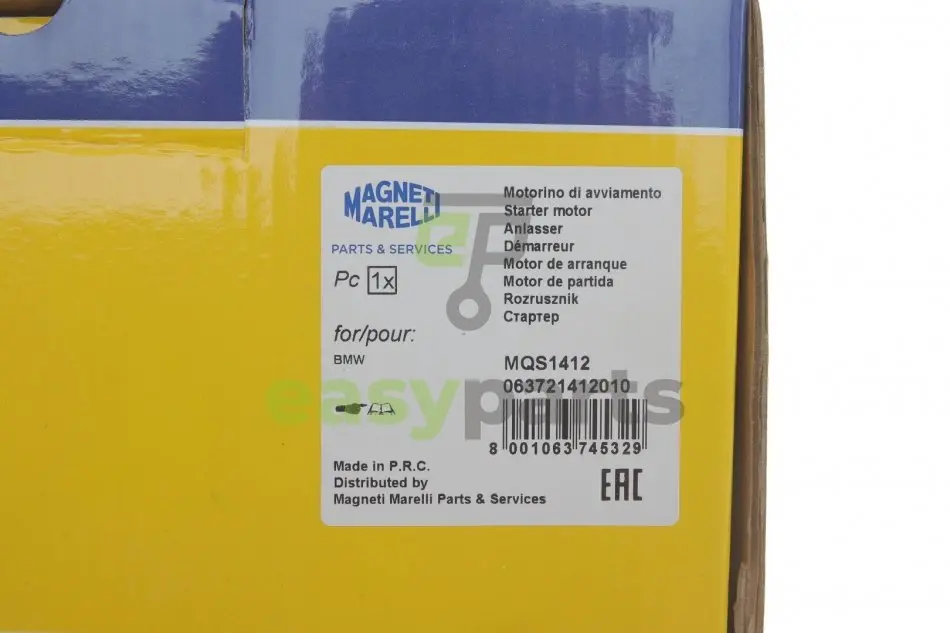 MAGNETI
MARELLI
PARTS & SERVICES
Pc 1x
for/pour:
BMW
Motorino di avviamento
Starter motor
Anlasser
Démarreur
Motor de arranque
Motor de partida
Rozrusznik
Стартер
MQS1412
063721412010
8 001063 745329
Made in P.R.C.
Distributed by
Magneti Marelli Parts & Services
EAC
eP
easyparts